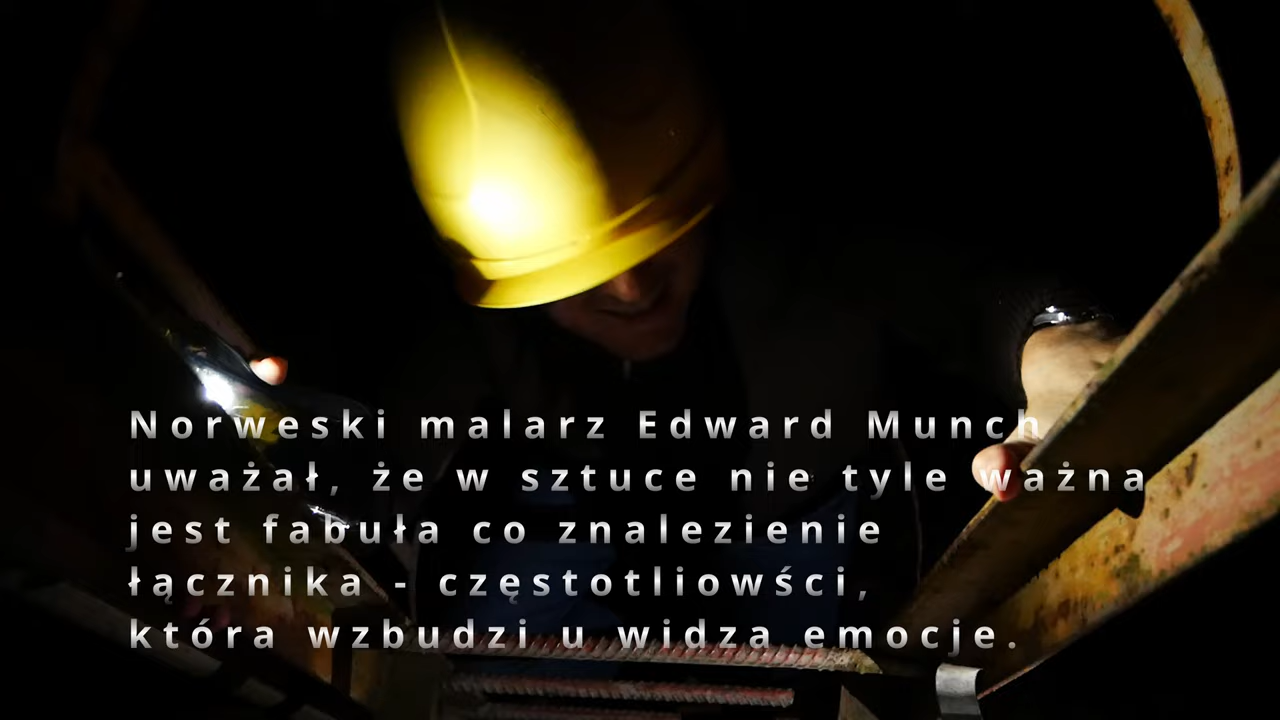 Norweski malarz Edward Munch
uważał, że w sztuce nie tyle ważna
jest fabuła co znalezienie
łącznika - częstotliowści,
która wzbudzi u widza emocje.